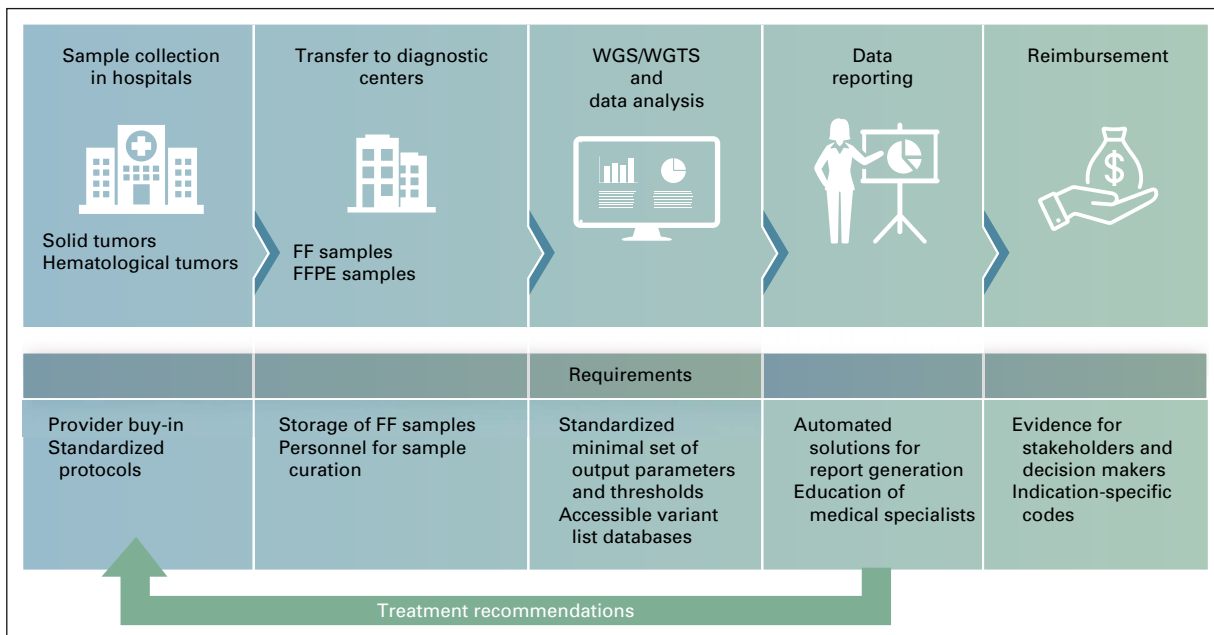 Sample collection
in hospitals
Solid tumors
Hematological tumors
Transfer to diagnostic
centers
FF samples
FFPE samples
WGS/WGTS
and
data analysis
Data
reporting
Reimbursement
$
Requirements
Provider buy-in
Standardized
protocols
Storage of FF samples
Personnel for sample
curation
Standardized
minimal set of
output parameters
and thresholds
Accessible variant
list databases
Automated
solutions for
report generation
Education of
medical specialists
Evidence for
stakeholders and
decision makers
Indication-specific
codes
Treatment recommendations